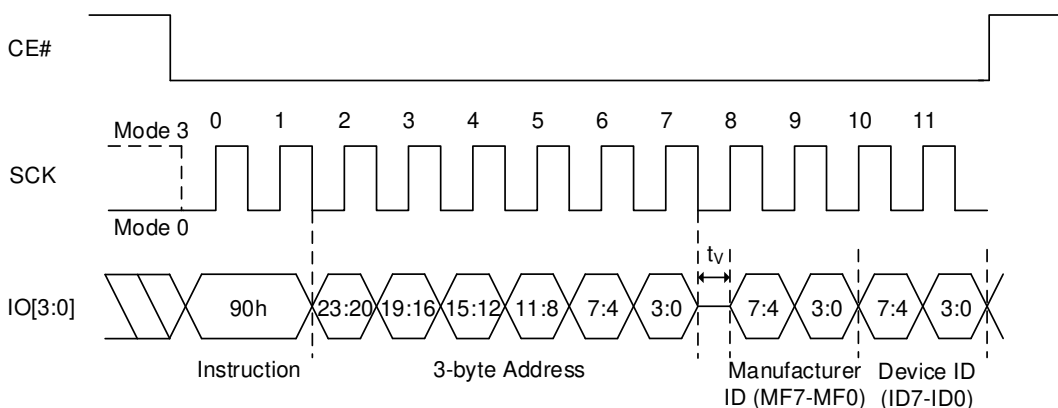 CE#
Mode 3
0 1 2 3 4 5 6 7 8 9 10 11
SCK
Mode 0
tV
IO[3:0]
90h 23:20 19:16 15:12 11:8 7:4 3:0 7:4 3:0 7:4 3:0
Instruction
3-byte Address
Manufacturer
ID (MF7-MF0)
Device ID
(ID7-ID0)